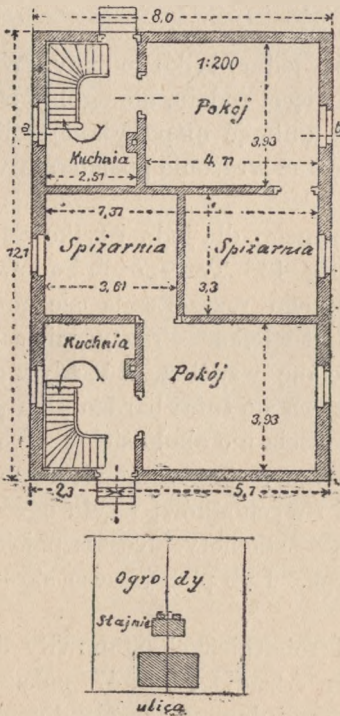 8,0
1:200
Pokój
a
b
3,93
Kuchnia
4,11
2,51
7,37
12,1
Spiżarnia
Spiżarnia
3,61
3,3
Kuchnia
Pokój
3,93
2,3
5,7
Ogrody
Stajnie
ulica